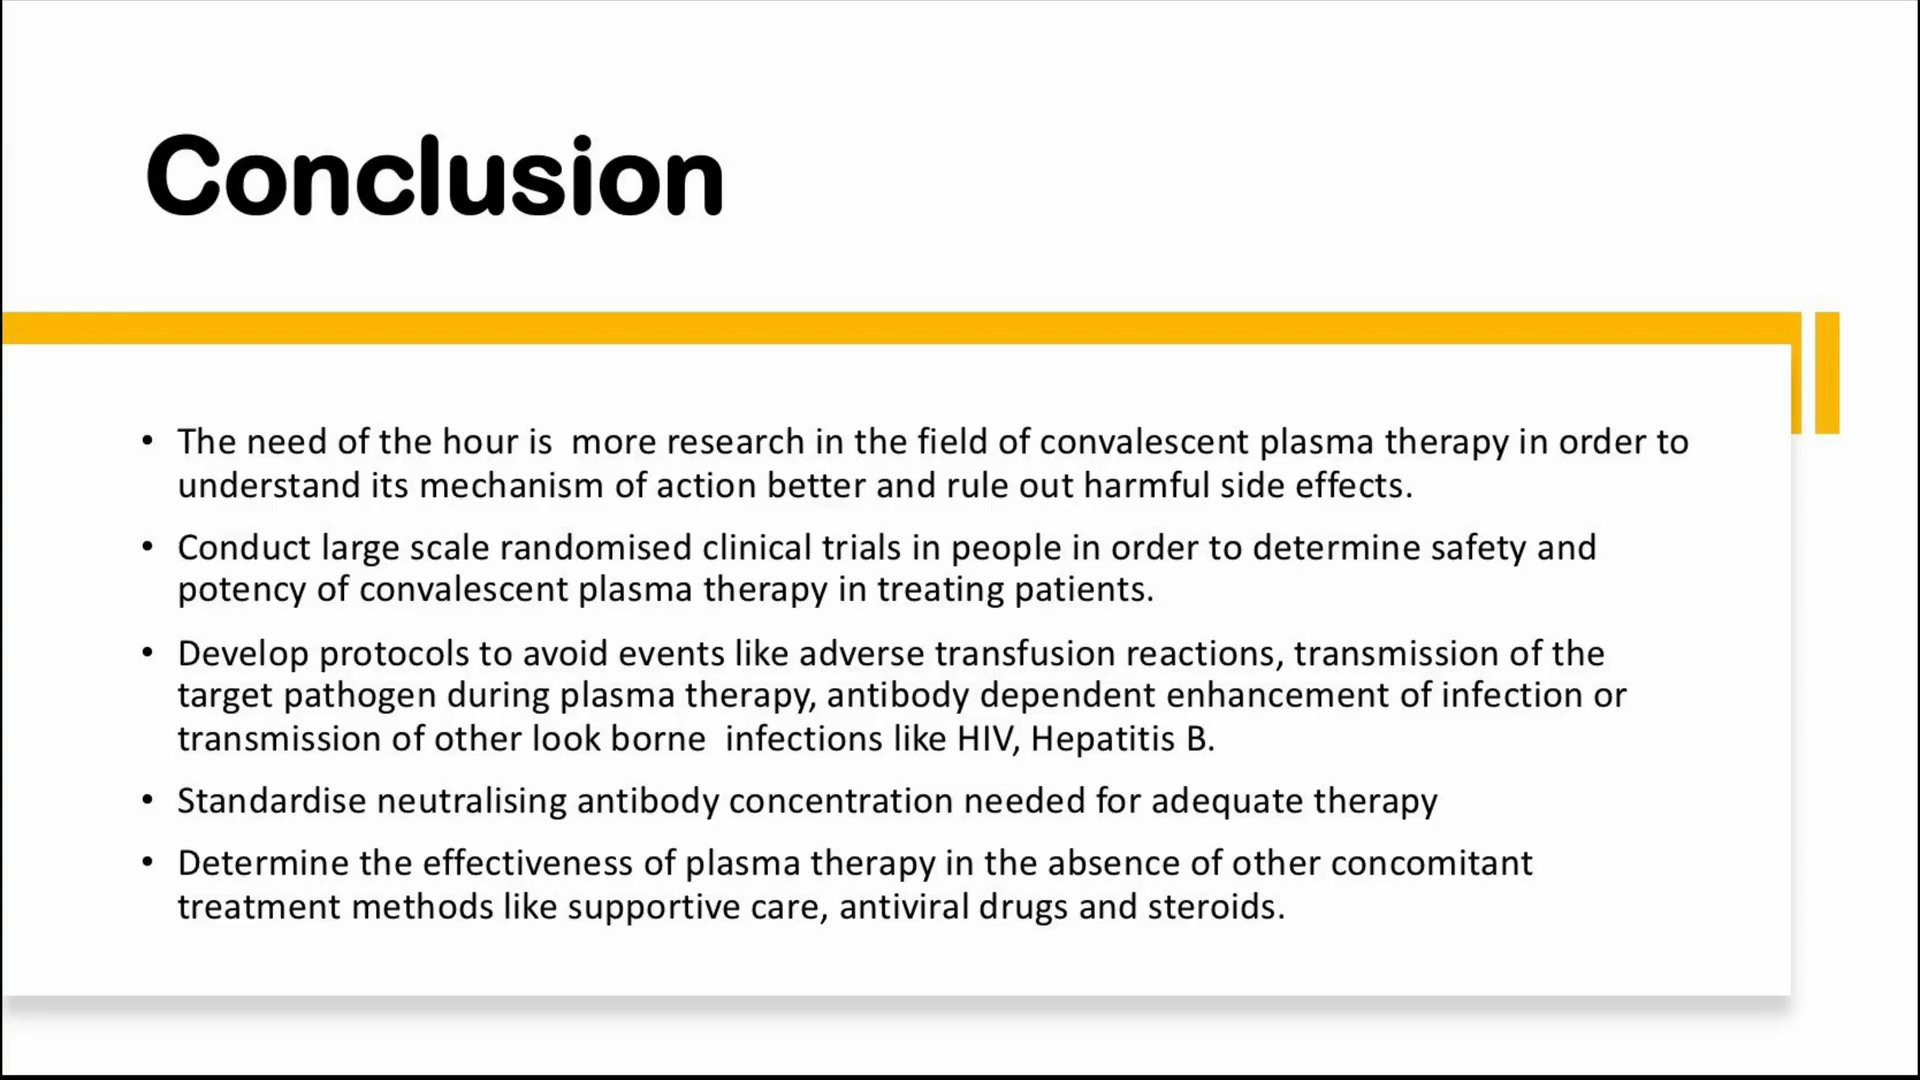 Conclusion
• The need of the hour is  more research in the field of convalescent plasma therapy in order to
understand its mechanism of action better and rule out harmful side effects.
• Conduct large scale randomised clinical trials in people in order to determine safety and
potency of convalescent plasma therapy in treating patients.
• Develop protocols to avoid events like adverse transfusion reactions, transmission of the
target pathogen during plasma therapy, antibody dependent enhancement of infection or
transmission of other look borne  infections like HIV, Hepatitis B.
• Standardise neutralising antibody concentration needed for adequate therapy
• Determine the effectiveness of plasma therapy in the absence of other concomitant
treatment methods like supportive care, antiviral drugs and steroids.